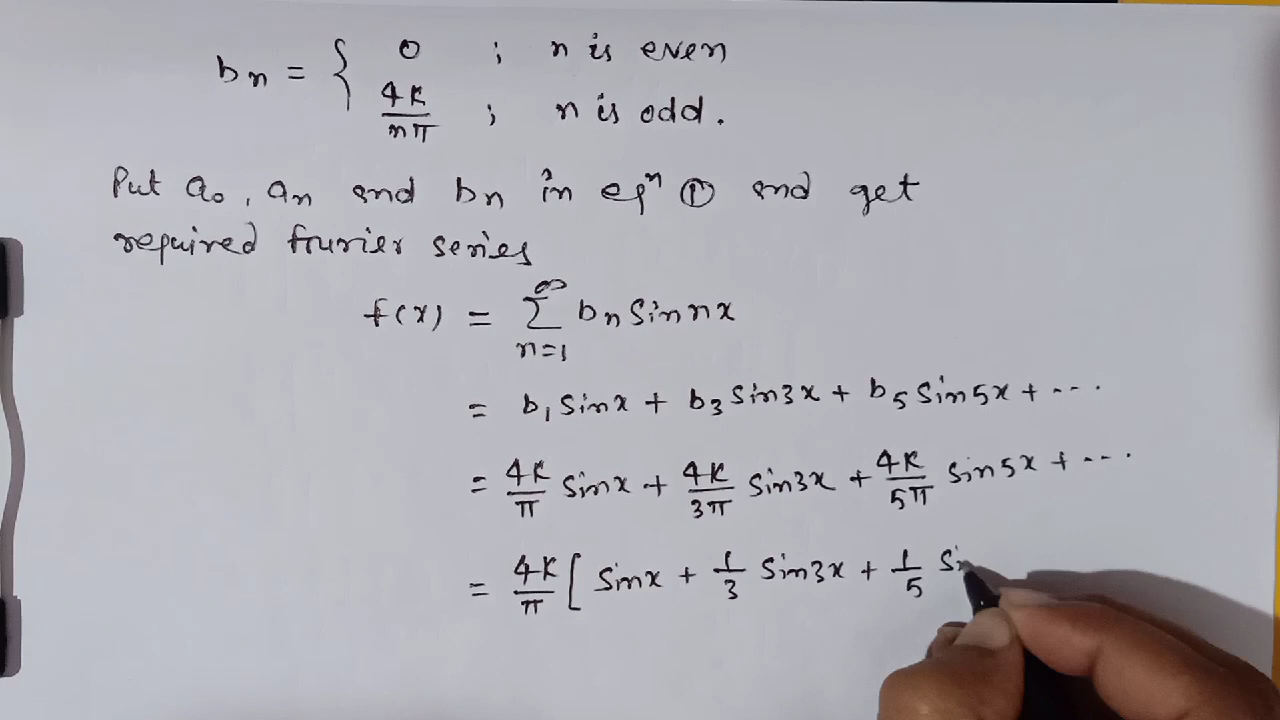 bn = { 0 ; n is even
4K/nπ ; n is odd.
Put a₀, an and bn in eqⁿ ① and get
required fourier series
f(x) = ∞Σn=1 bn Sin nx
= b₁ Sinx + b₃ Sin3x + b₅ Sin5x + ---.
= 4K/π Sinx + 4K/3π Sin3x + 4K/5π Sin5x + ---.
= 4K/π [ Sinx + 1/3 Sin3x + 1/5 Si